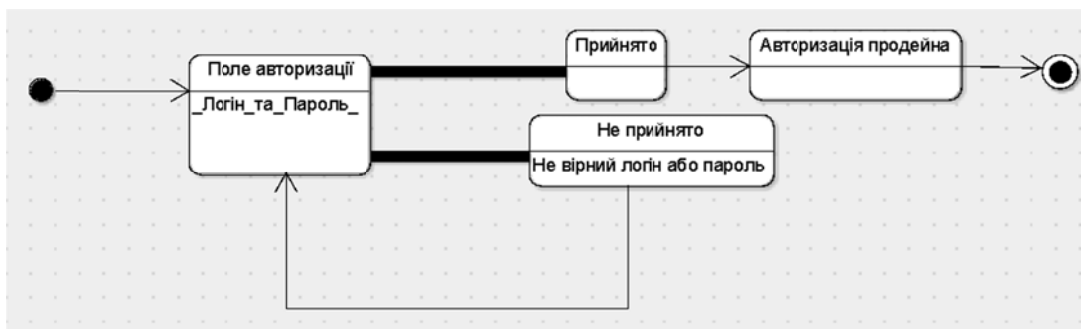 Поле авторизації
_Логін_та_Пароль_
Прийнято
Авторизація продейна
Не прийнято
Не вірний логін або пароль